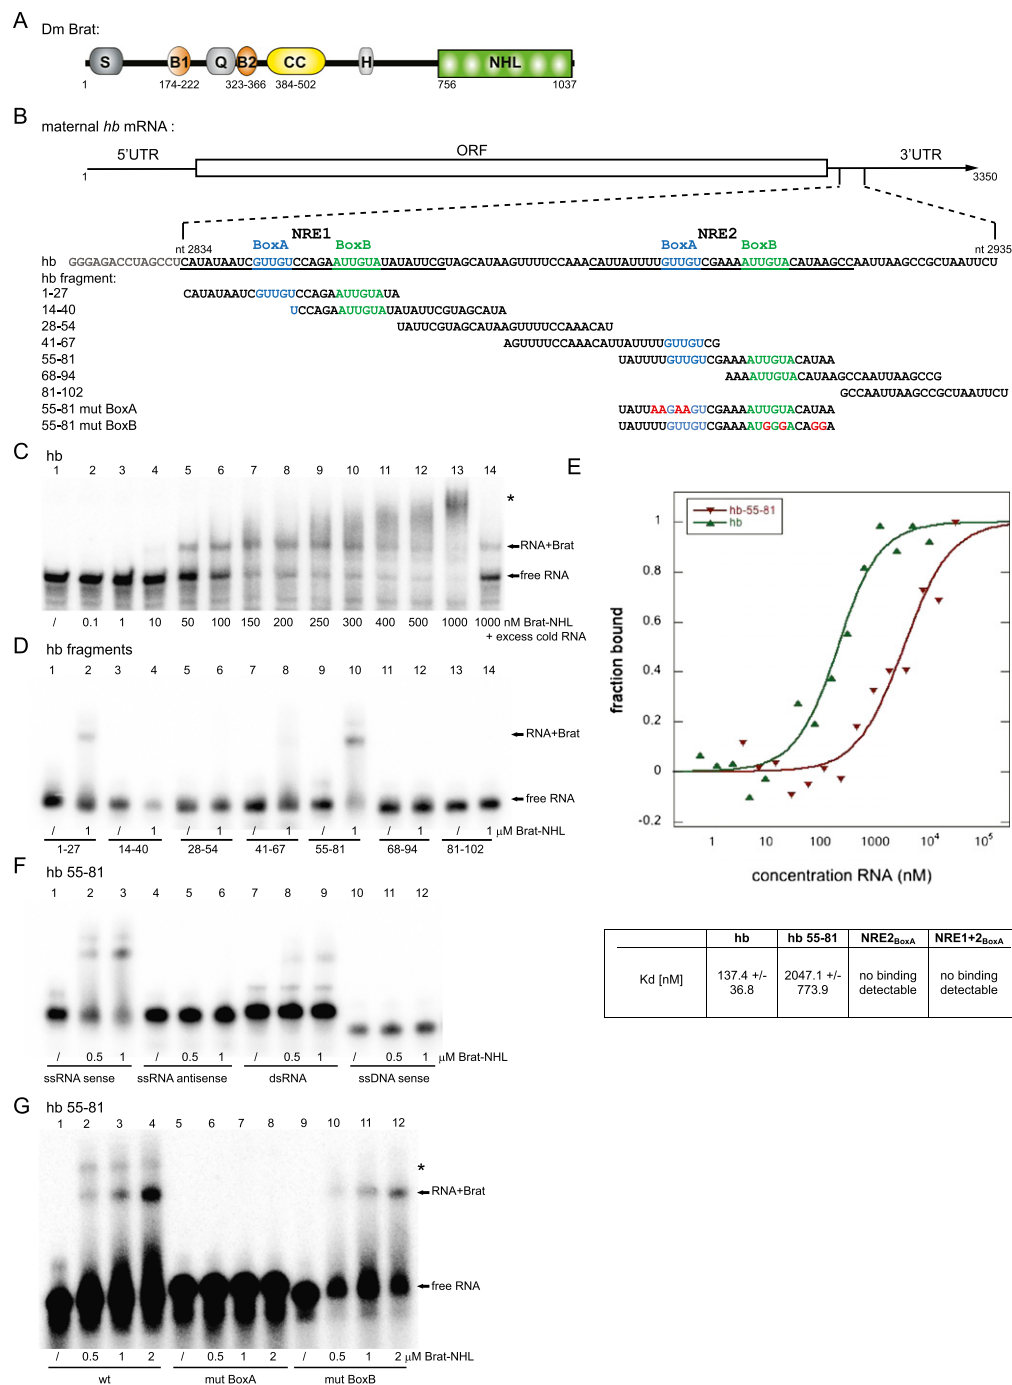 A
Dm Brat:
S B1 Q B2 CC H NHL
1 174-222 323-366 384-502 756 1037
B
maternal hb mRNA :
5'UTR ORF 3'UTR
1 3350
NRE1 NRE2
nt 2834 BoxA BoxB BoxA BoxB nt 2935
hb GGGAGACCUAGCCUCAUAUAAUCGUUGUCCAGAAUUGUAUAUAUUCGUAGCAUAAGUUUUCCAAACAUUAUUUUGUUGUCGAAAAUUGUACAUAAGCCAAUUAAGCCGCUAAUUCU
hb fragment:
1-27 CAUAUAAUCGUUGUCCAGAAUUGUAUA
14-40 UCCAGAAUUGUAUAUAUUCGUAGCAUA
28-54 UAUUCGUAGCAUAAGUUUUCCAAACAU
41-67 AGUUUUCCAAACAUUAUUUUGUUGUCG
55-81 UAUUUUGUUGUCGAAAAUUGUACAUAA
68-94 AAAAUUGUACAUAAGCCAAUUAAGCCG
81-102 GCCAAUUAAGCCGCUAAUUCU
55-81 mut BoxA UAUUAAGAAGUCGAAAAUUGUACAUAA
55-81 mut BoxB UAUUUUGUUGUCGAAAAUGGGACAGGA
C hb
1 2 3 4 5 6 7 8 9 10 11 12 13 14
*
RNA+Brat
free RNA
/ 0.1 1 10 50 100 150 200 250 300 400 500 1000 1000 nM Brat-NHL
+ excess cold RNA
D hb fragments
1 2 3 4 5 6 7 8 9 10 11 12 13 14
RNA+Brat
free RNA
/ 1 / 1 / 1 / 1 / 1 / 1 / 1 μM Brat-NHL
1-27 14-40 28-54 41-67 55-81 68-94 81-102
E
hb-55-81
hb
1
0.8
0.6
0.4
0.2
0
-0.2
fraction bound
1 10 100 1000 10⁴ 10⁵
concentration RNA (nM)
hb hb 55-81 NRE2BoxA NRE1+2BoxA
Kd [nM] 137.4 +/- 36.8 2047.1 +/- 773.9 no binding detectable no binding detectable
F hb 55-81
1 2 3 4 5 6 7 8 9 10 11 12
/ 0.5 1 / 0.5 1 / 0.5 1 / 0.5 1 μM Brat-NHL
ssRNA sense ssRNA antisense dsRNA ssDNA sense
G hb 55-81
1 2 3 4 5 6 7 8 9 10 11 12
*
RNA+Brat
free RNA
/ 0.5 1 2 / 0.5 1 2 / 0.5 1 2 μM Brat-NHL
wt mut BoxA mut BoxB